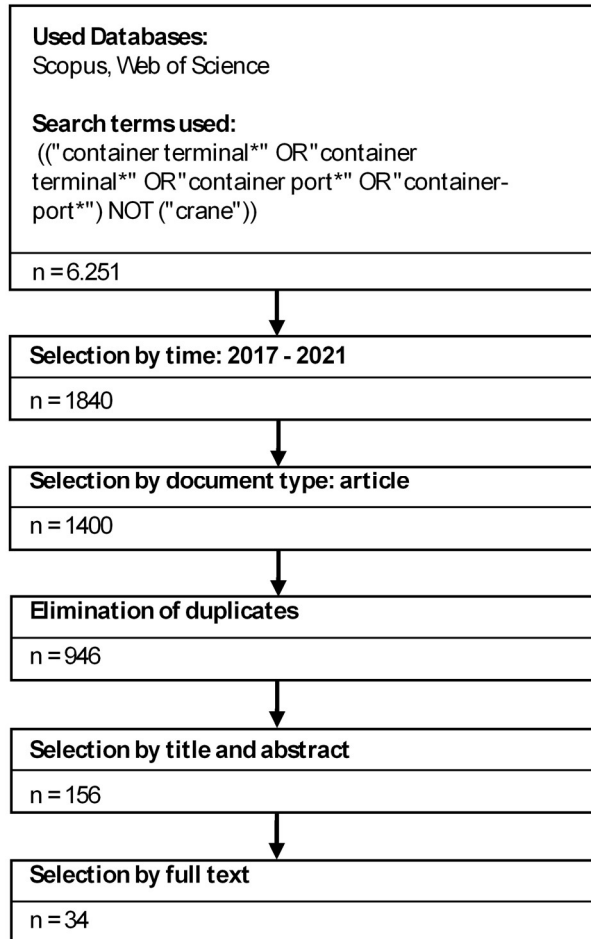 Used Databases:
Scopus, Web of Science
Search terms used:
(("container terminal*" OR "container
terminal*" OR "container port*" OR "container-
port*") NOT ("crane"))
n = 6.251
Selection by time: 2017 - 2021
n = 1840
Selection by document type: article
n = 1400
Elimination of duplicates
n = 946
Selection by title and abstract
n = 156
Selection by full text
n = 34